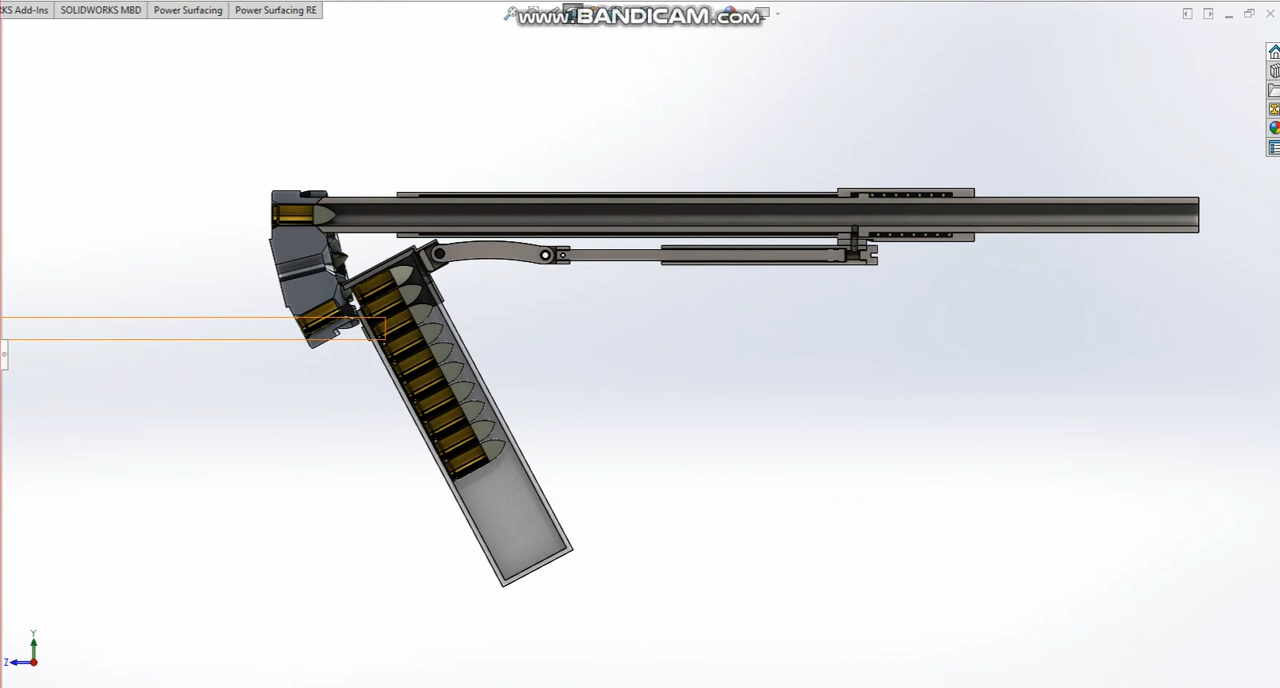 KS Add-Ins SOLIDWORKS MBD Power Surfacing Power Surfacing RE
www.BANDICAM.com
Y
Z